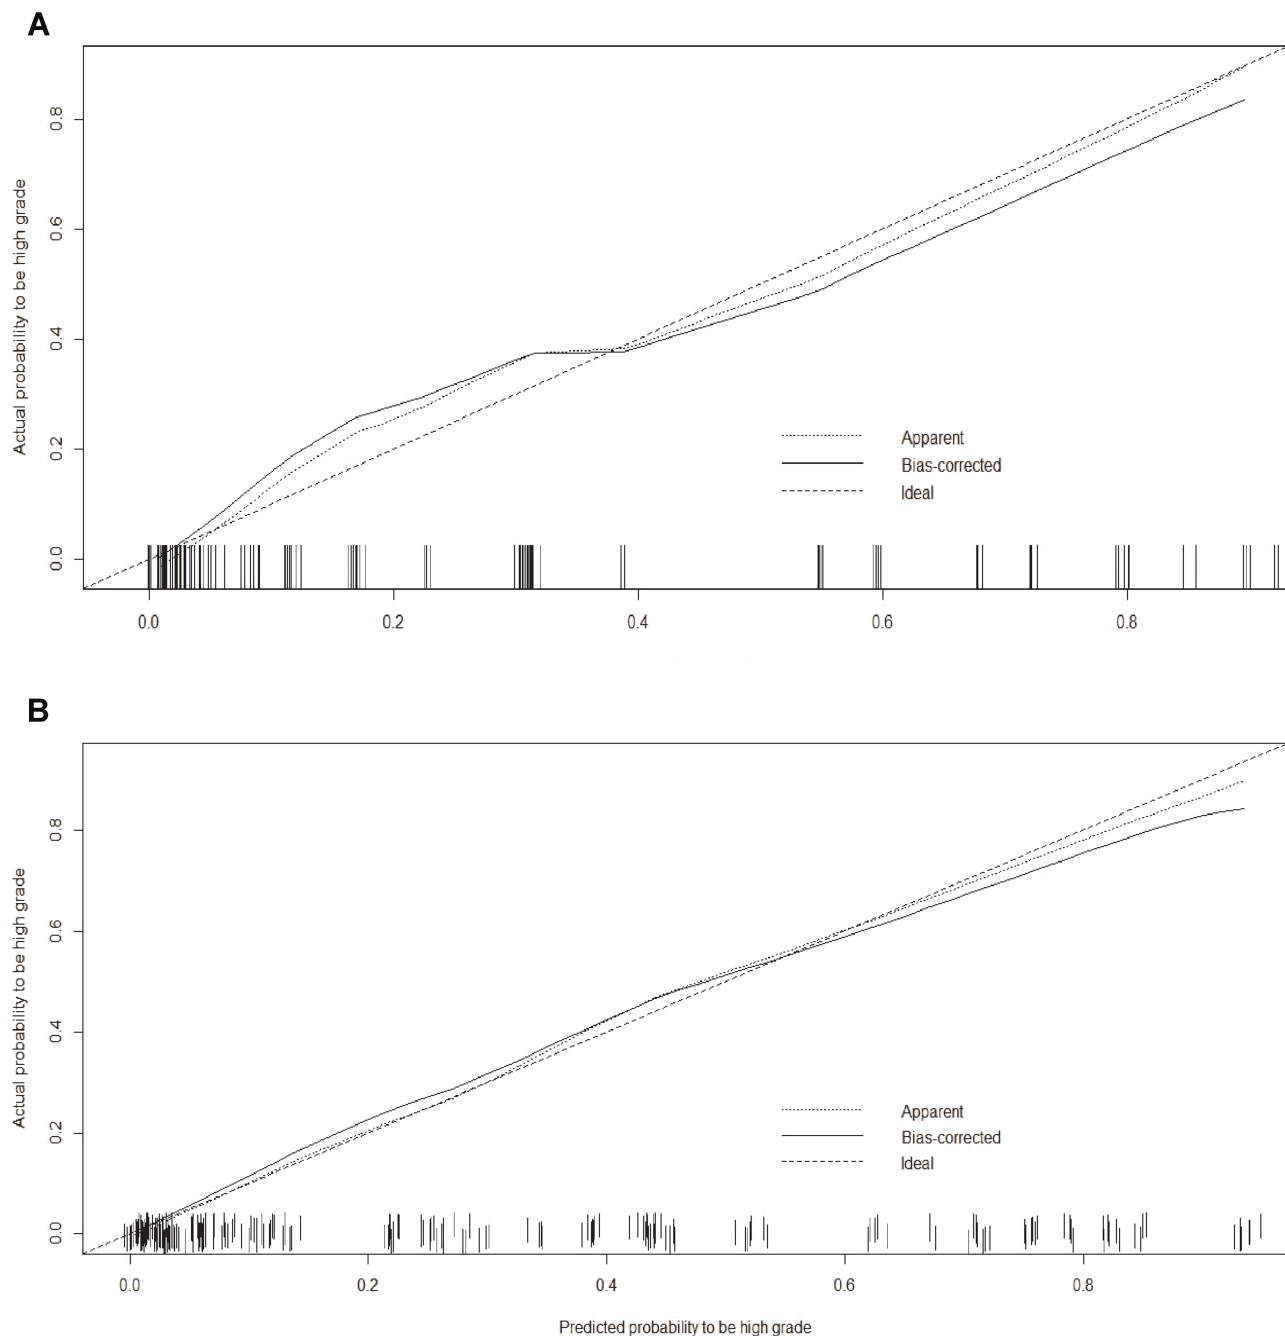 A
Actual probability to be high grade
0.8
0.6
0.4
0.2
0.0
Apparent
Bias-corrected
Ideal
0.0 0.2 0.4 0.6 0.8
B
Actual probability to be high grade
0.8
0.6
0.4
0.2
0.0
Apparent
Bias-corrected
Ideal
0.0 0.2 0.4 0.6 0.8
Predicted probability to be high grade